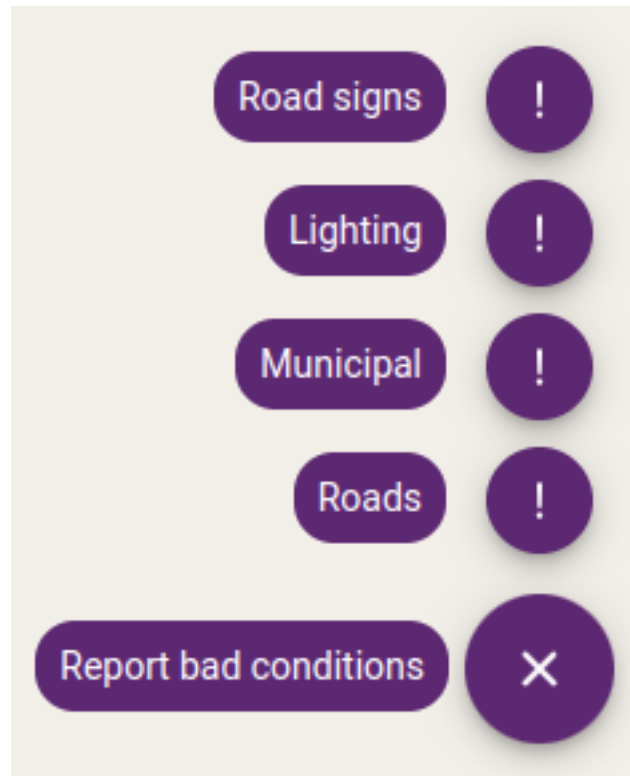 Road signs !
Lighting !
Municipal !
Roads !
Report bad conditions